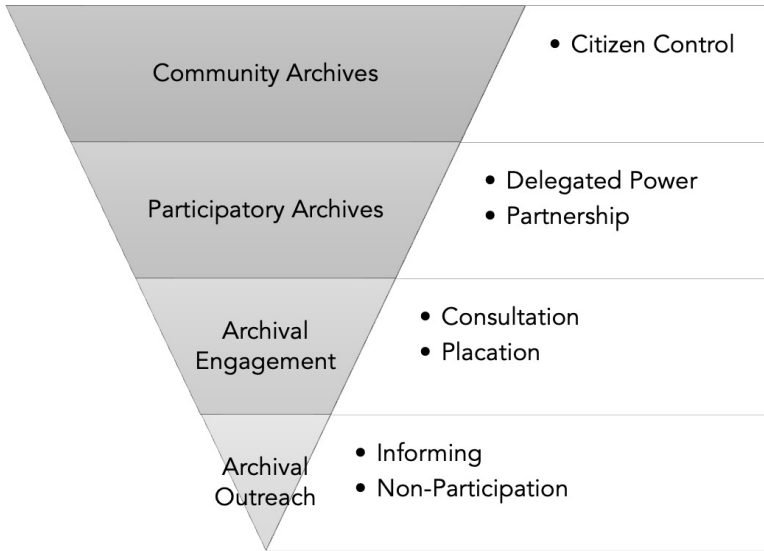 Community Archives
• Citizen Control
Participatory Archives
• Delegated Power
• Partnership
Archival
Engagement
• Consultation
• Placation
Archival
Outreach
• Informing
• Non-Participation